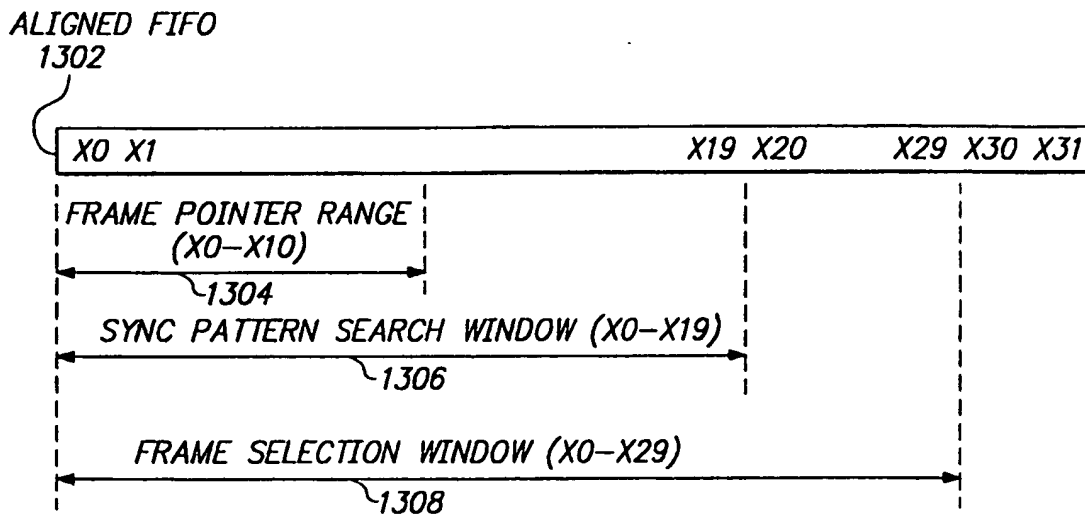 ALIGNED FIFO
1302
X0 X1 X19 X20 X29 X30 X31
FRAME POINTER RANGE
(X0-X10)
1304
SYNC PATTERN SEARCH WINDOW (X0-X19)
1306
FRAME SELECTION WINDOW (X0-X29)
1308